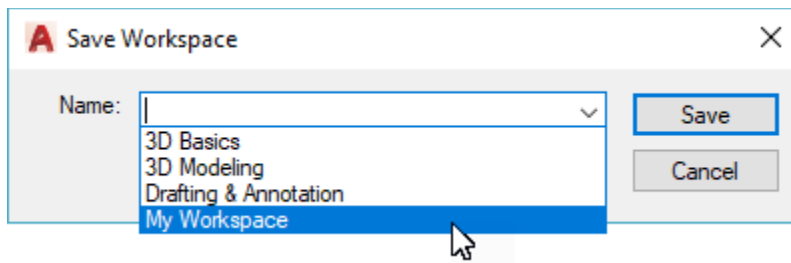 Save Workspace
Name:
Save
3D Basics
3D Modeling
Drafting & Annotation
My Workspace
Cancel